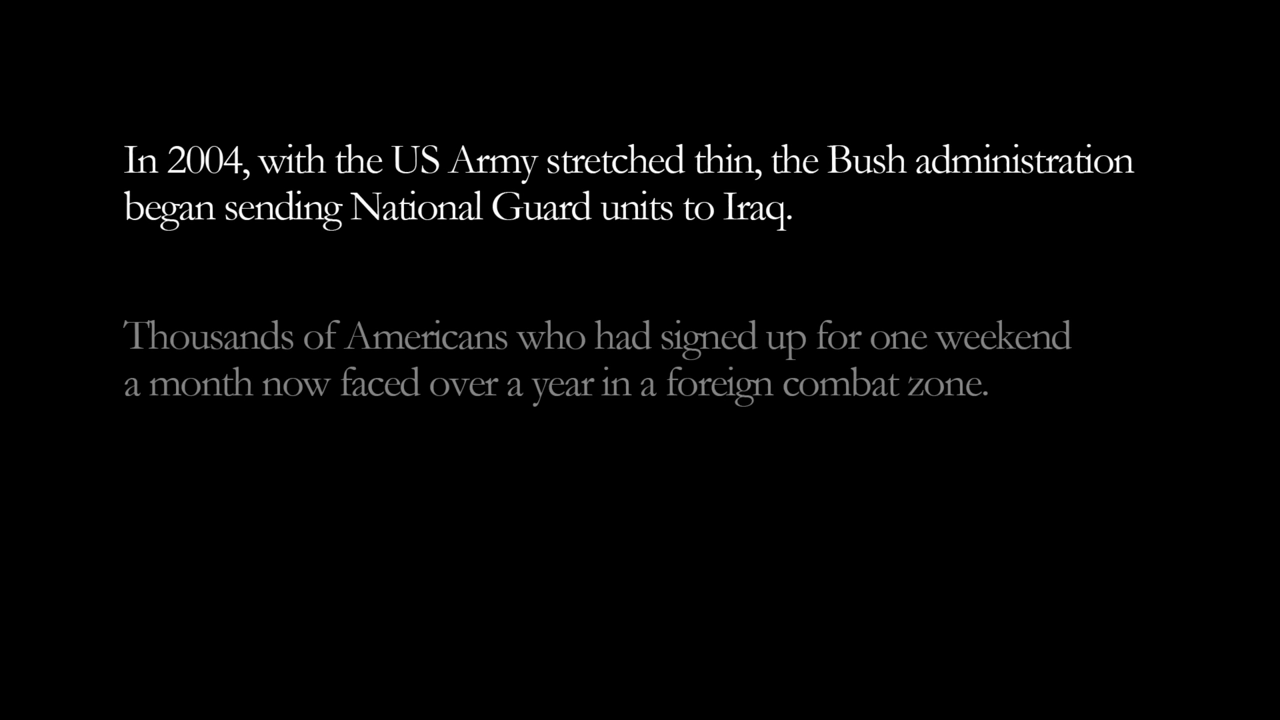 In 2004, with the US Army stretched thin, the Bush administration
began sending National Guard units to Iraq.
Thousands of Americans who had signed up for one weekend
a month now faced over a year in a foreign combat zone.